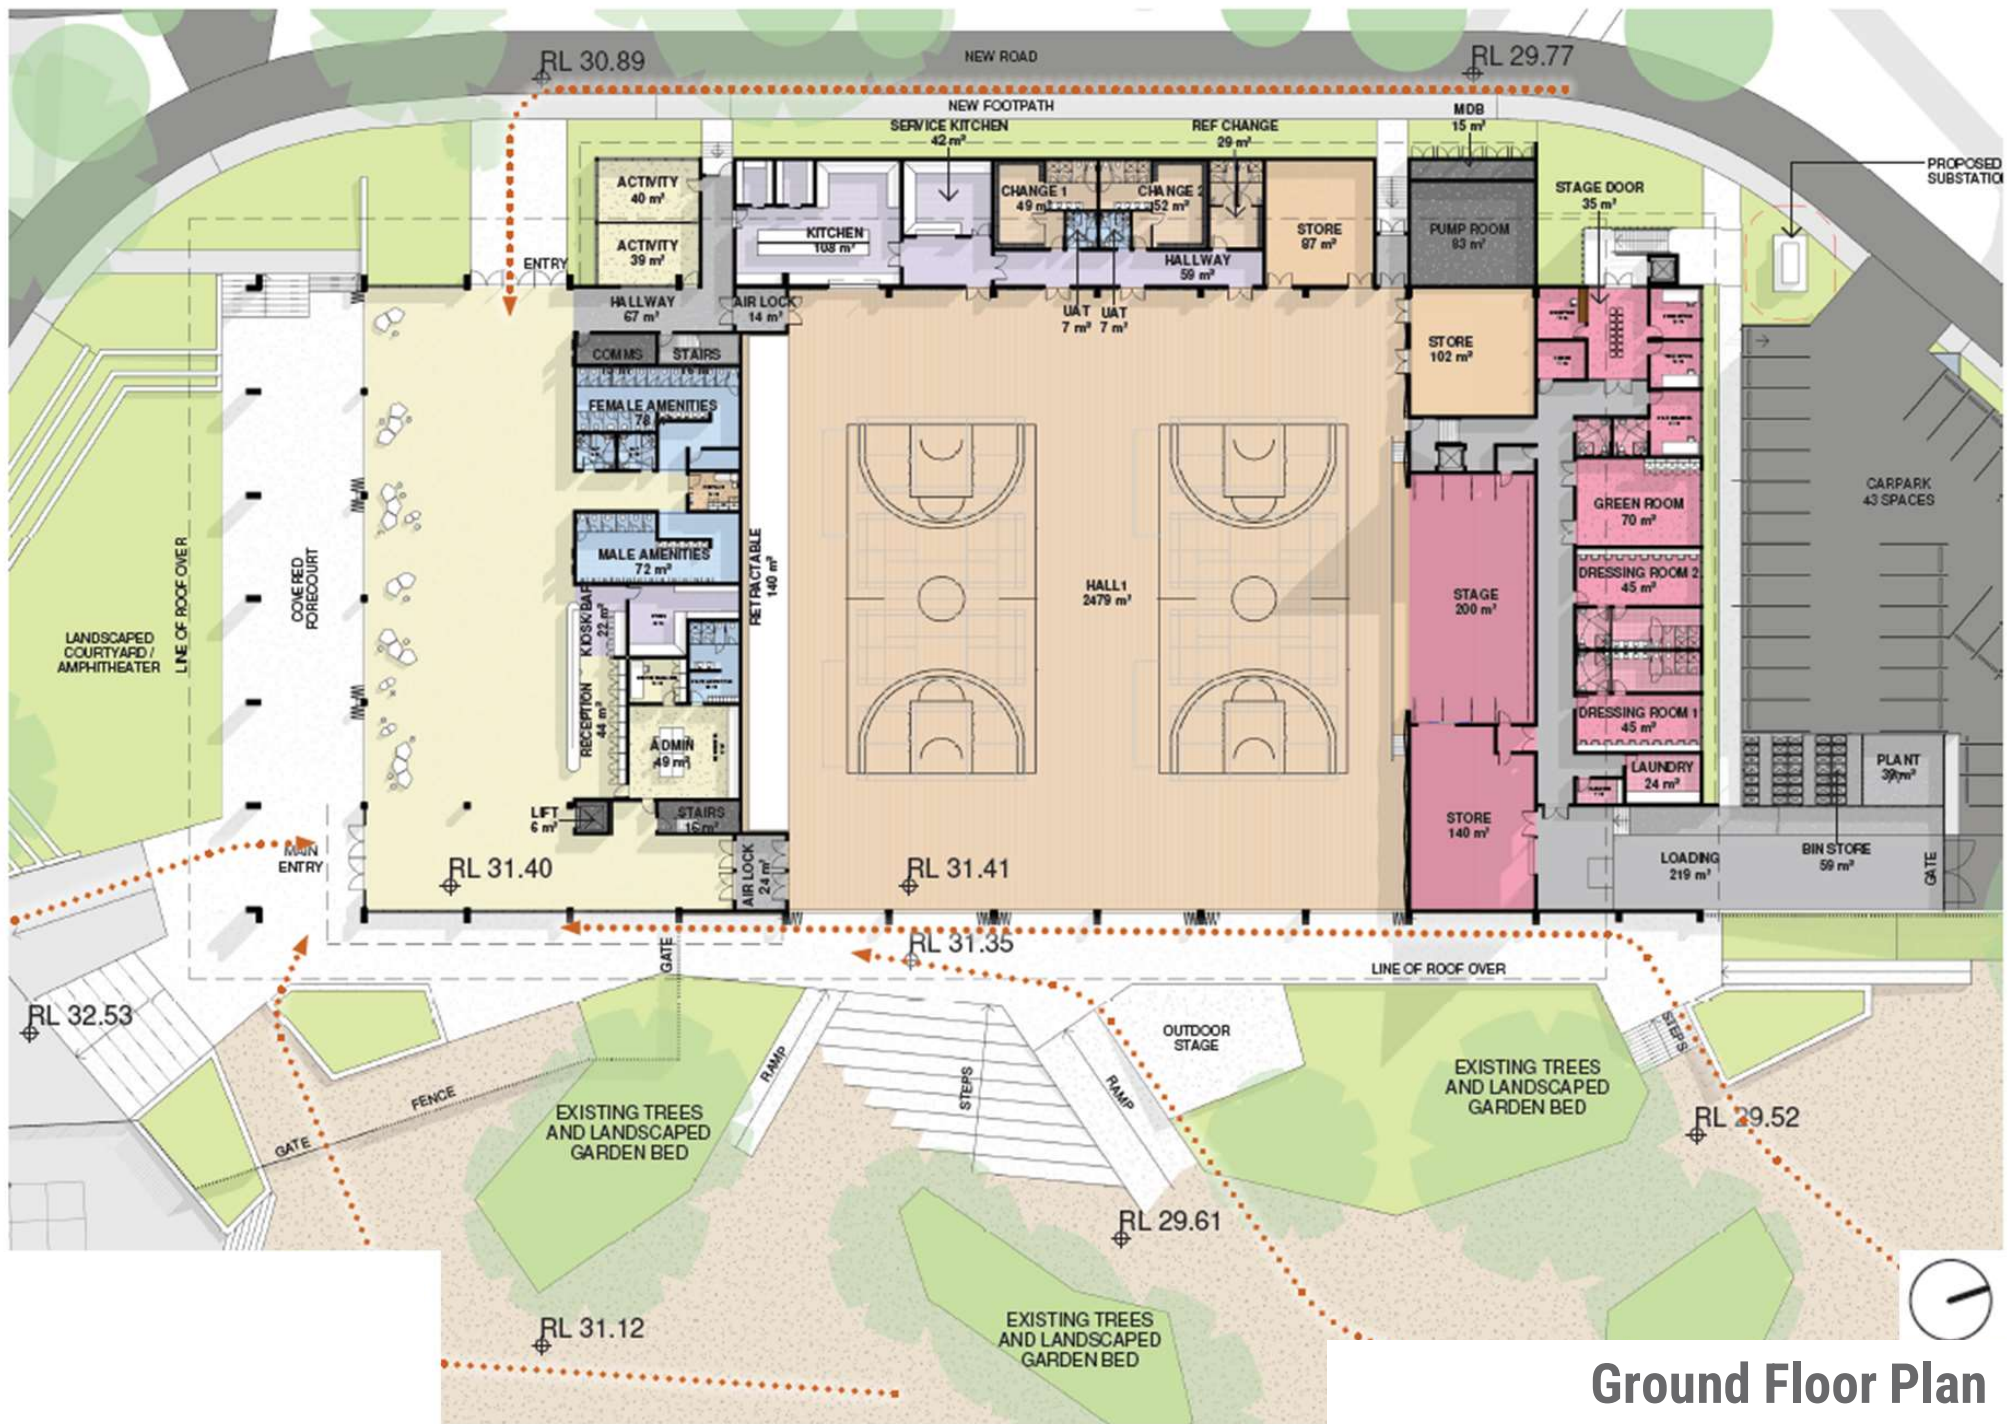 RL 30.89
NEW ROAD
RL 29.77
NEW FOOTPATH
MDB
15 m²
SERVICE KITCHEN
42 m²
REF CHANGE
29 m²
PROPOSED
STAGE DOOR
35 m²
ACTIVITY
40 m²
CHANGE 1
49 m²
CHANGE 2
52 m²
STORE
PUMP ROOM
KITCHEN
108 m²
ACTIVITY
39 m²
ENTRY
HALLWAY
59 m²
HALLWAY
67 m²
AIR LOCK
14 m²
UAT
7 m²
UAT
7 m²
COMMS
STAIRS
STORE
102 m²
FEMALE AMENITIES
78
CARPARK
43 SPACES
GREEN ROOM
70 m²
LINE OF ROOF OVER
COVERED
FORECOURT
MALE AMENITIES
72 m²
RETRACTABLE
140 m²
HALL1
2479 m²
STAGE
200 m²
DRESSING ROOM 2
45 m²
KIOSK/BAR
22 m²
LANDSCAPED
COURTYARD /
AMPHITHEATER
RECEPTION
44 m²
ADMIN
49 m²
DRESSING ROOM 1
45 m²
LAUNDRY
24 m²
PLANT
LIFT
6 m²
STAIRS
16 m²
STORE
140 m²
MAIN
ENTRY
RL 31.40
AIR LOCK
24 m²
RL 31.41
LOADING
219 m²
BIN STORE
59 m²
GATE
GATE
RL 31.35
LINE OF ROOF OVER
RL 32.53
OUTDOOR
STAGE
STEPS
RAMP
STEPS
RAMP
FENCE
GATE
EXISTING TREES
AND LANDSCAPED
GARDEN BED
EXISTING TREES
AND LANDSCAPED
GARDEN BED
RL 29.52
RL 29.61
RL 31.12
EXISTING TREES
AND LANDSCAPED
GARDEN BED
Ground Floor Plan